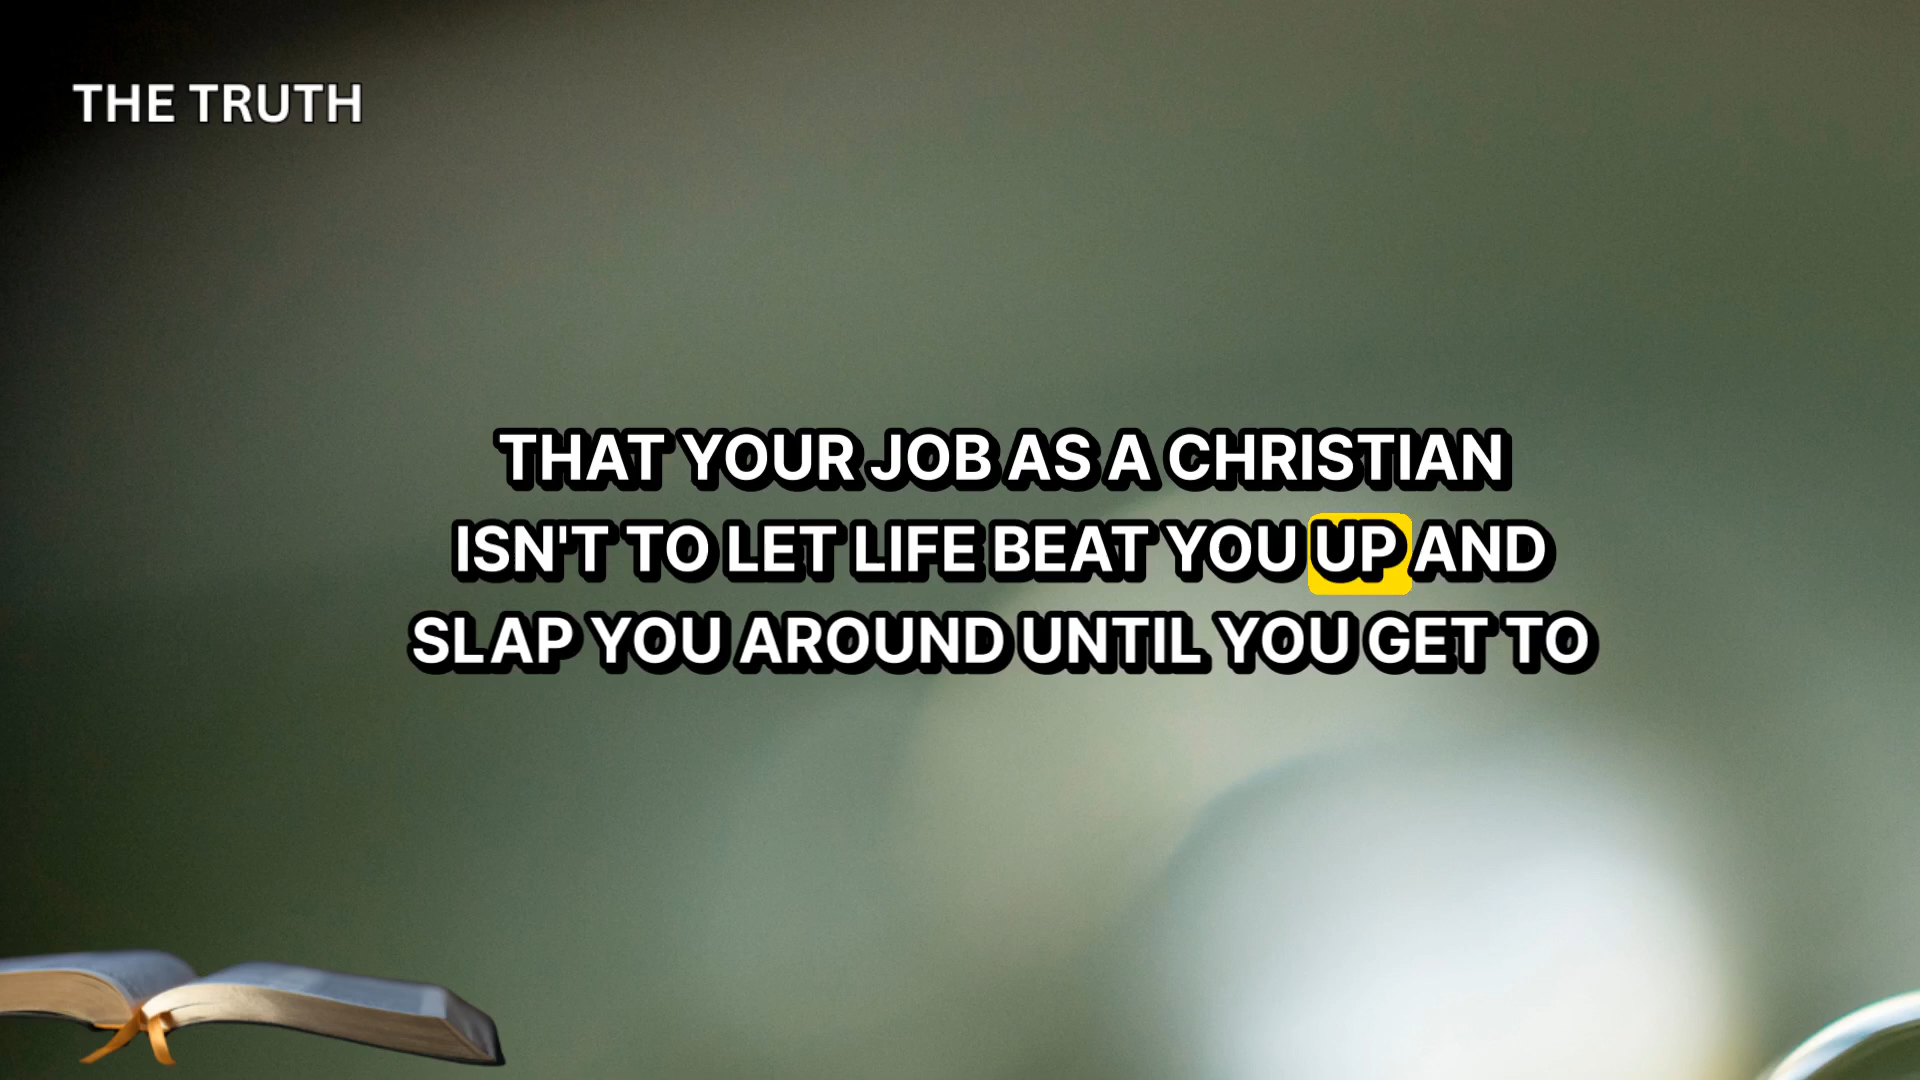 THE TRUTH
THAT YOUR JOB AS A CHRISTIAN
ISN'T TO LET LIFE BEAT YOU UP AND
SLAP YOU AROUND UNTIL YOU GET TO